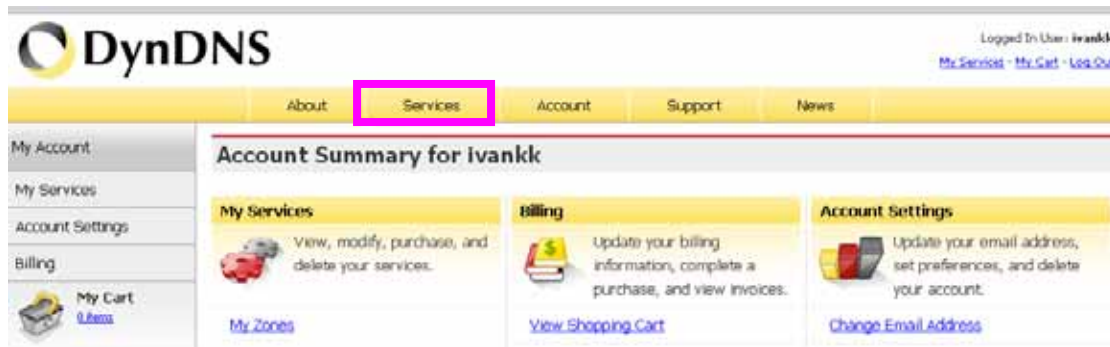 DynDNS
Logged In User: ivankk
My Services - My Cart - Log Ou
About Services Account Support News
My Account
My Services
Account Settings
Billing
My Cart
0 items
Account Summary for ivankk
My Services
View, modify, purchase, and
delete your services.
My Zones
Billing
Update your billing
information, complete a
purchase, and view invoices.
View Shopping Cart
Account Settings
Update your email address,
set preferences, and delete
your account.
Change Email Address